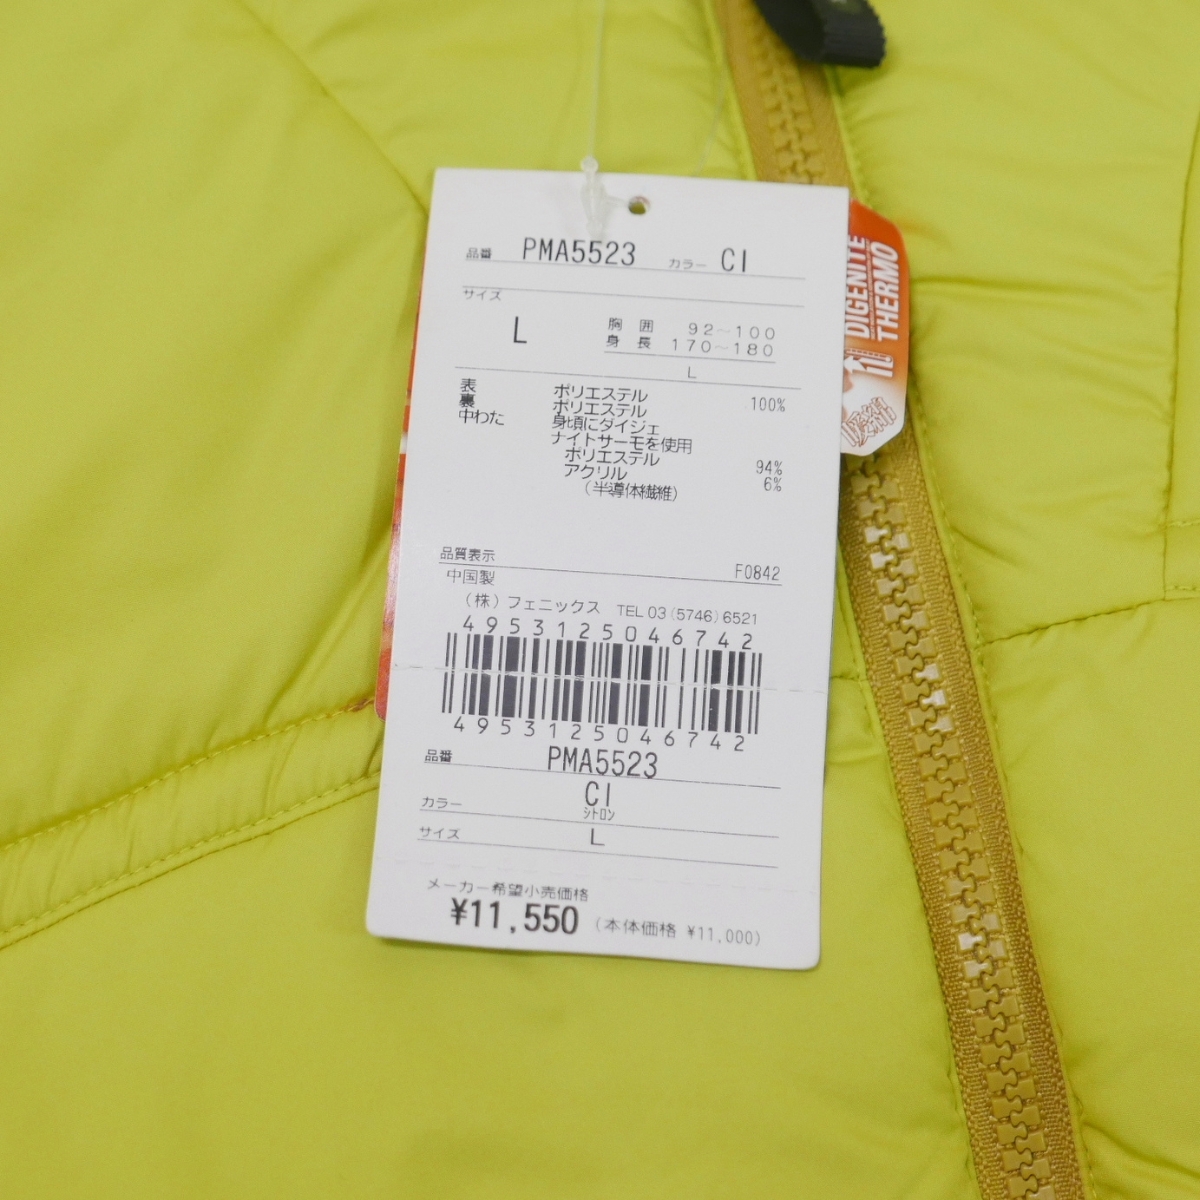 品番 PMA5523 カラー CI
サイズ
L
胸囲 92～100
身長 170～180
L
表 ポリエステル 100%
裏 ポリエステル
中わた 身頃にダイジェ
ナイトサーモを使用
ポリエステル 94%
アクリル 6%
(半導体繊維)
品質表示 F0842
中国製
(株)フェニックス TEL 03(5746)6521
4953125046742
4953125046742
品番 PMA5523
カラー CI
シトロン
サイズ L
メーカー希望小売価格
¥11,550 (本体価格 ¥11,000)
DIGENITE
THERMO